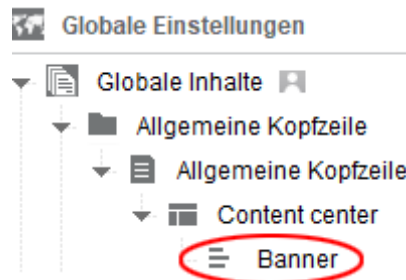 Globale Einstellungen
Globale Inhalte
Allgemeine Kopfzeile
Allgemeine Kopfzeile
Content center
Banner